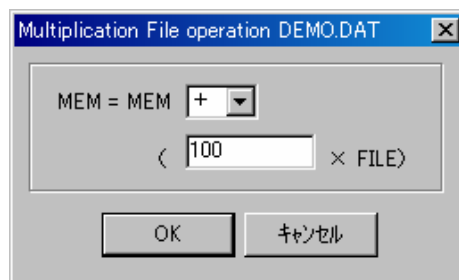 Multiplication File operation DEMO.DAT
MEM = MEM +
( 100 × FILE)
OK キャンセル